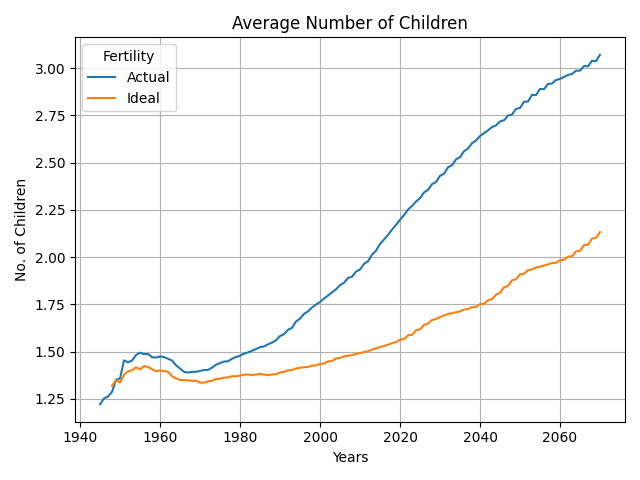 Average Number of Children
Fertility
Actual
Ideal
No. of Children
3.00
2.75
2.50
2.25
2.00
1.75
1.50
1.25
1940 1960 1980 2000 2020 2040 2060
Years